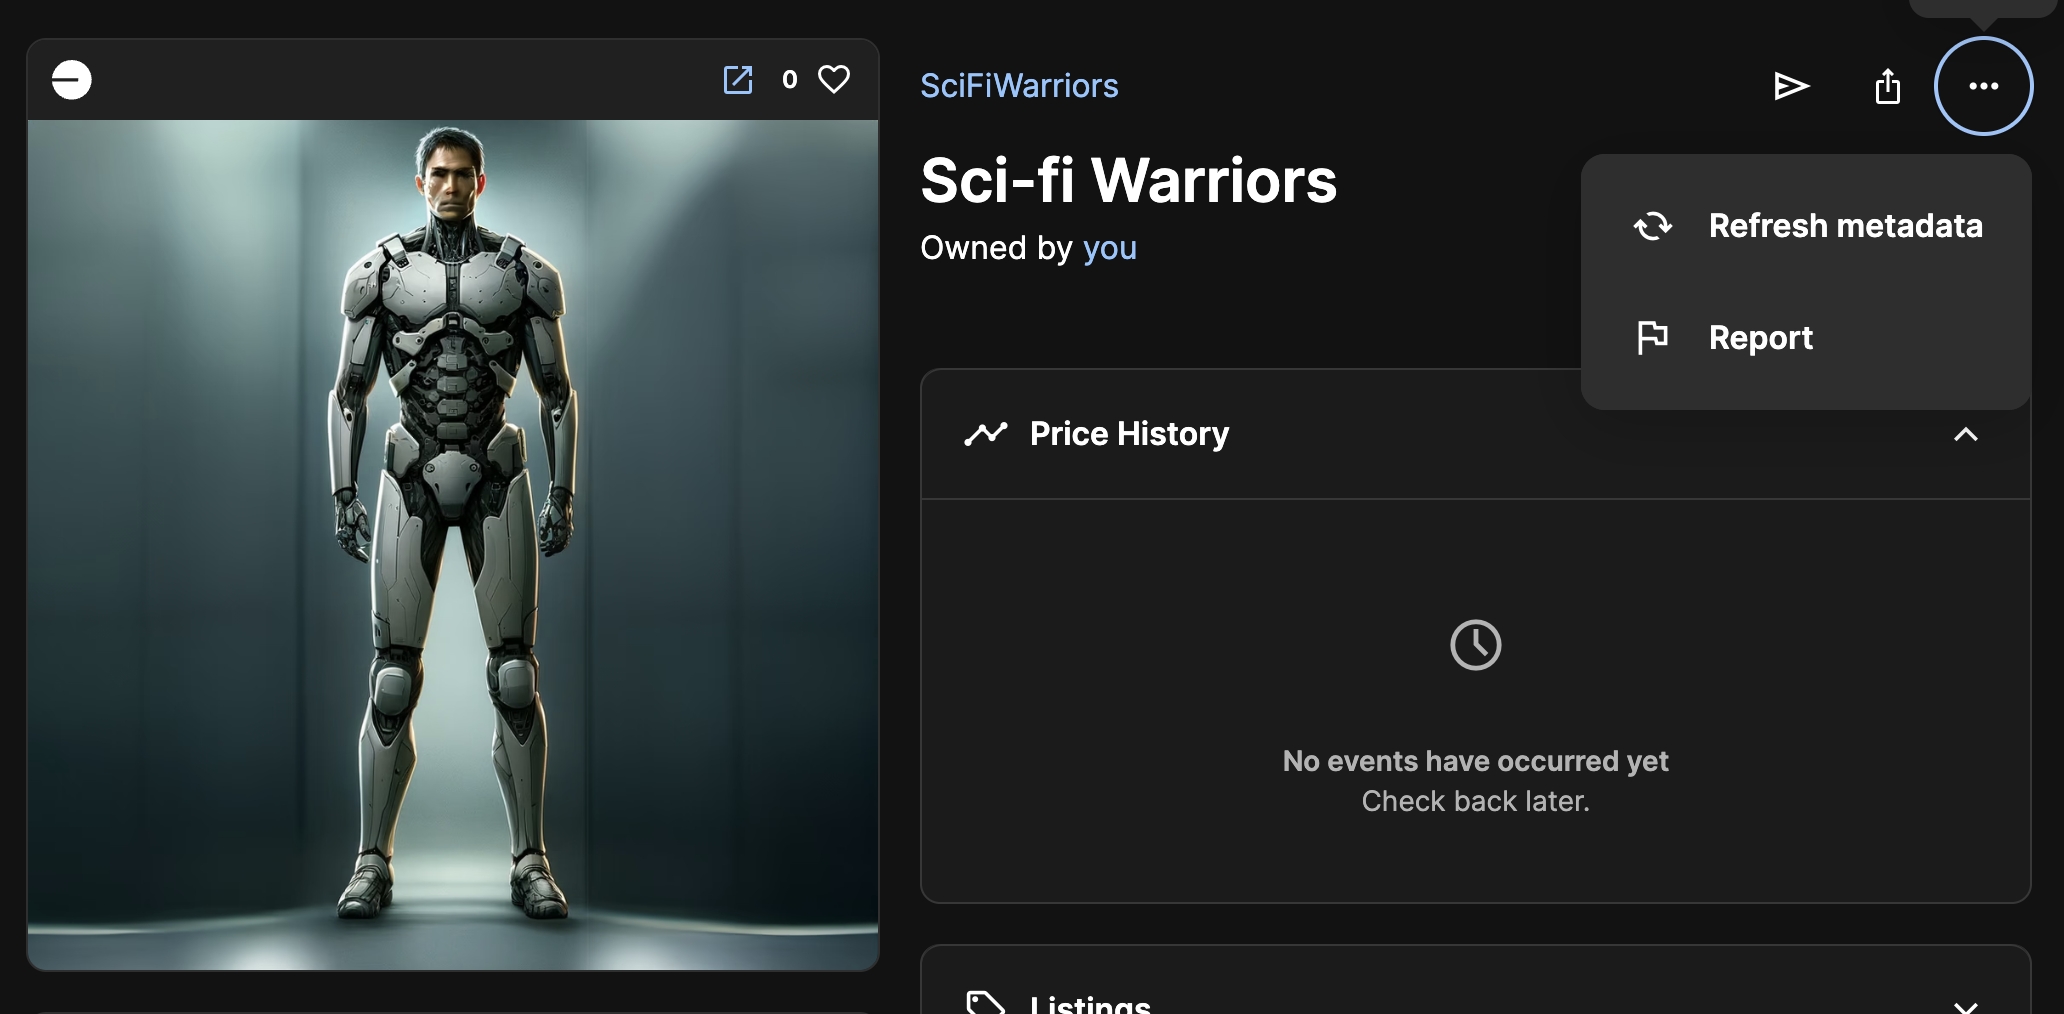 0
SciFiWarriors
Sci-fi Warriors
Owned by you
Refresh metadata
Report
Price History
No events have occurred yet
Check back later.
Listings